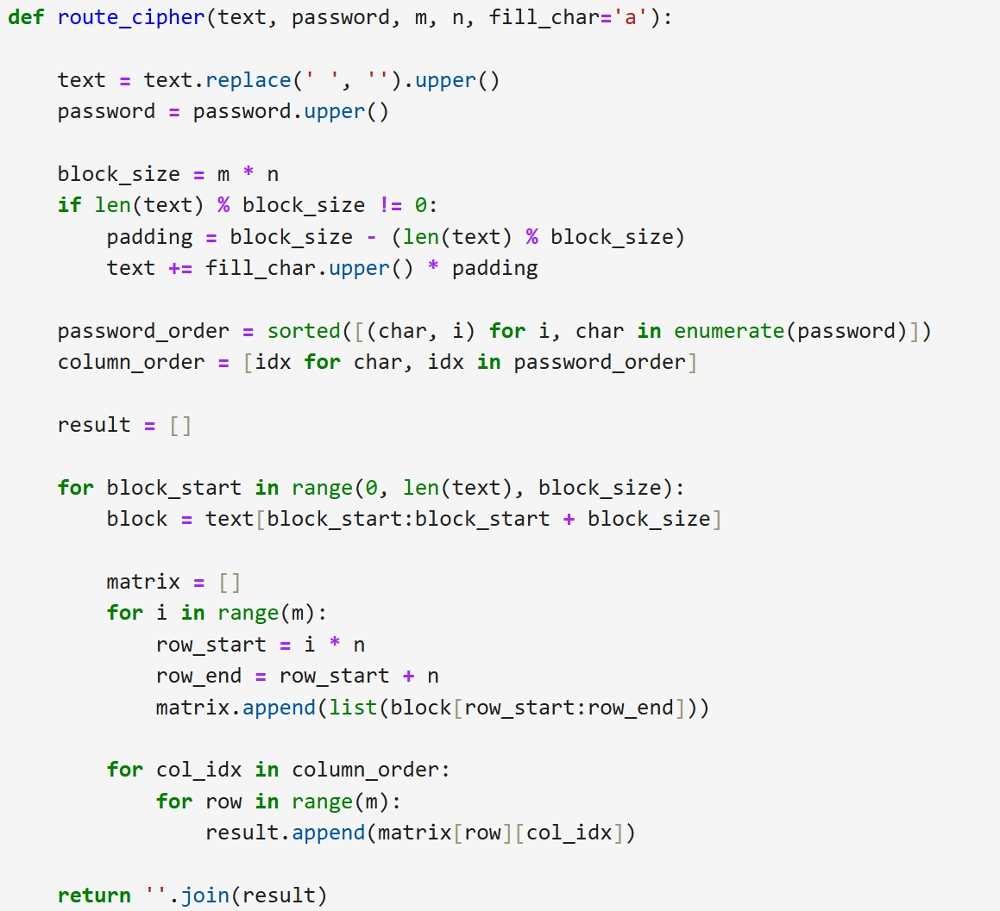 def route_cipher(text, password, m, n, fill_char='a'):
    text = text.replace(' ', '').upper()
    password = password.upper()
    block_size = m * n
    if len(text) % block_size != 0:
        padding = block_size - (len(text) % block_size)
        text += fill_char.upper() * padding
    password_order = sorted([(char, i) for i, char in enumerate(password)])
    column_order = [idx for char, idx in password_order]
    result = []
    for block_start in range(0, len(text), block_size):
        block = text[block_start:block_start + block_size]
        matrix = []
        for i in range(m):
            row_start = i * n
            row_end = row_start + n
            matrix.append(list(block[row_start:row_end]))
        for col_idx in column_order:
            for row in range(m):
                result.append(matrix[row][col_idx])
    return ''.join(result)